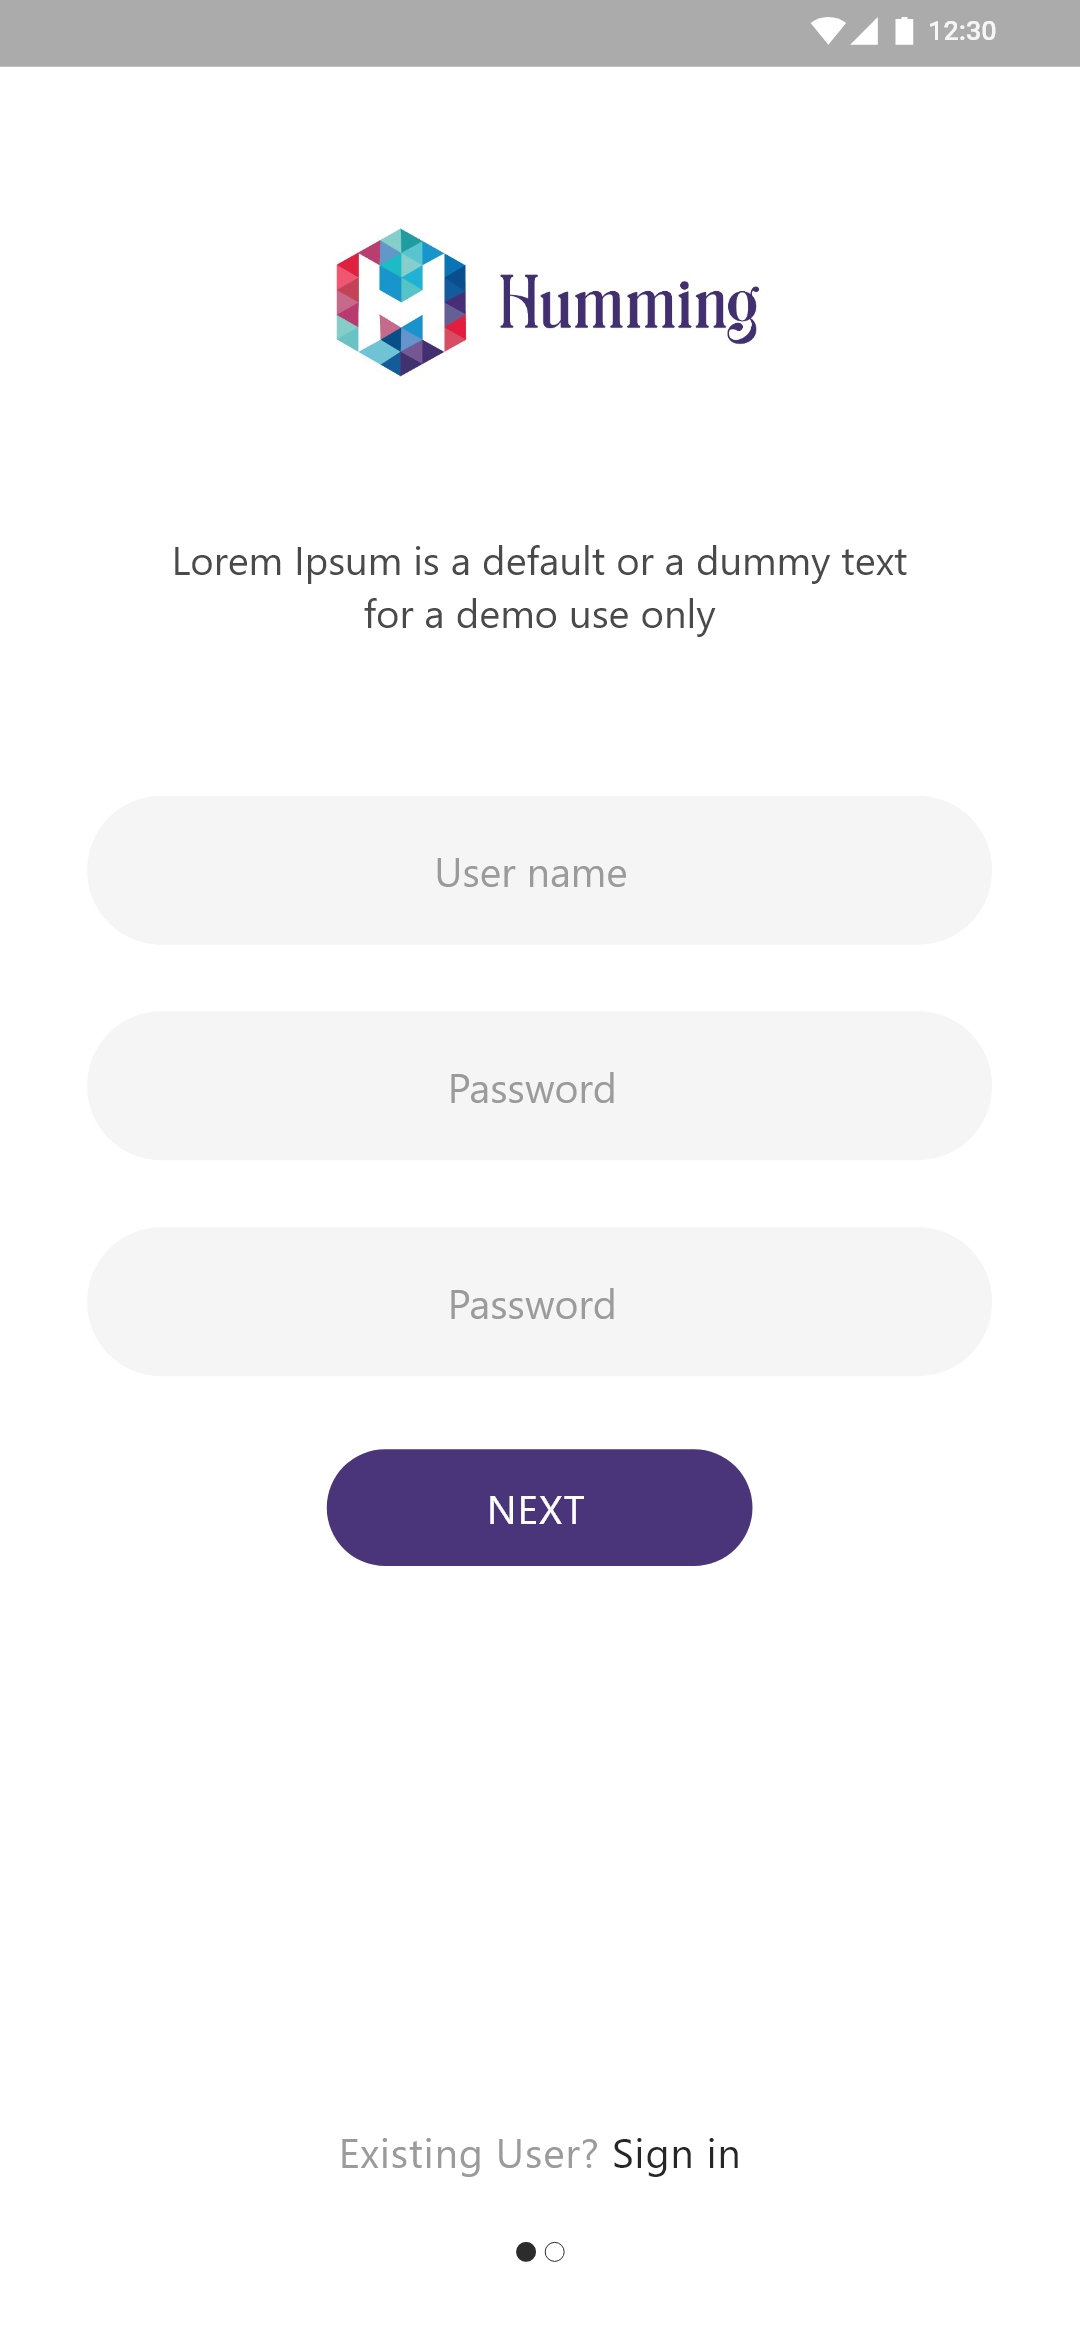 12:30
Humming
Lorem Ipsum is a default or a dummy text
for a demo use only
User name
Password
Password
NEXT
Existing User? Sign in